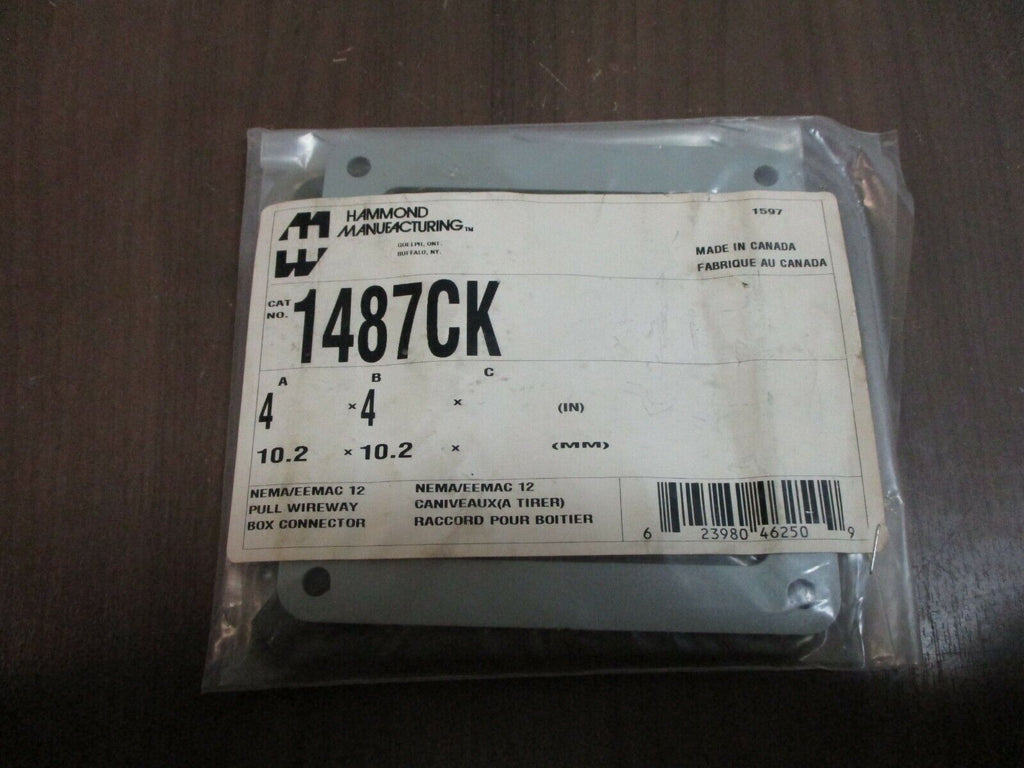 HAMMOND
MANUFACTURING™
GUELPH, ONT.
BUFFALO, NY.
1597
MADE IN CANADA
FABRIQUE AU CANADA
CAT
NO.
1487CK
A B C
4 × 4 × (IN)
10.2 × 10.2 × (MM)
NEMA/EEMAC 12
PULL WIREWAY
BOX CONNECTOR
NEMA/EEMAC 12
CANIVEAUX(A TIRER)
RACCORD POUR BOITIER
6 23980 46250 9